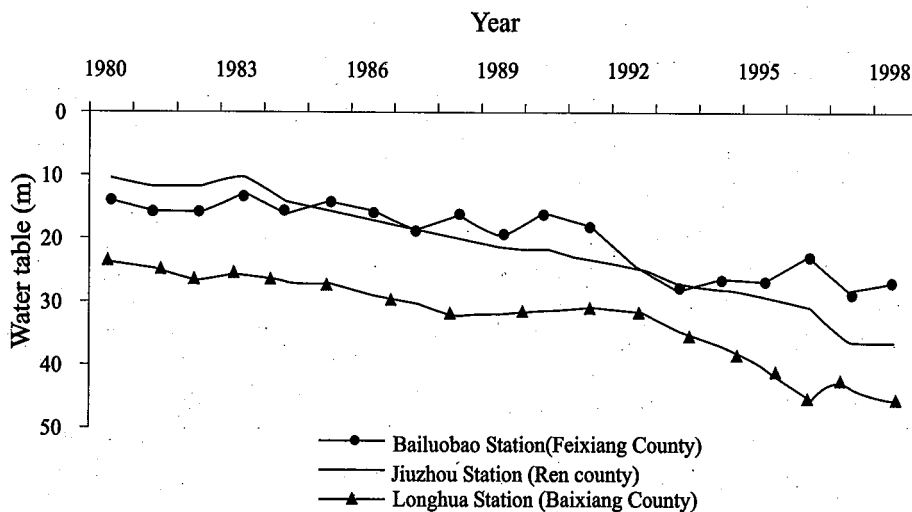 Year
1980 1983 1986 1989 1992 1995 1998
0
10
20
30
40
50
Water table (m)
Bailuobao Station(Feixiang County)
Jiuzhou Station (Ren county)
Longhua Station (Baixiang County)